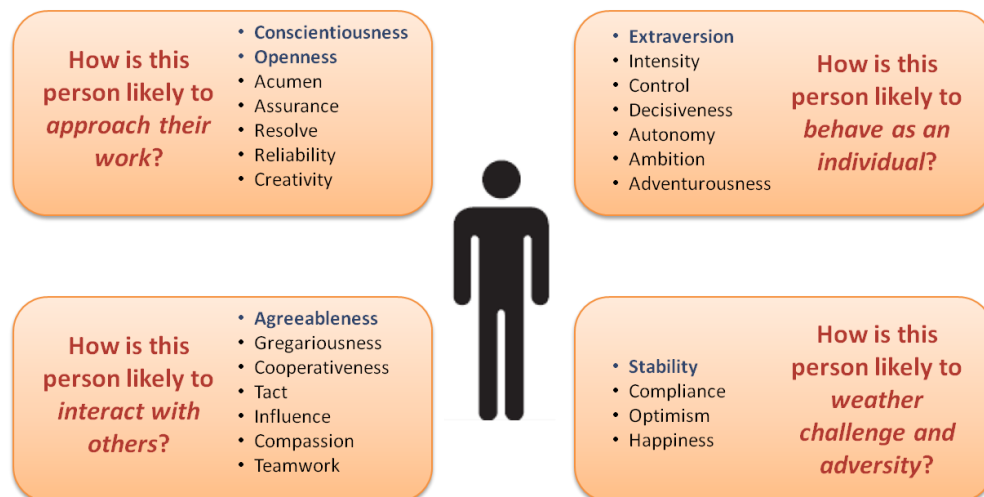 How is this
person likely to
approach their
work?
• Conscientiousness
• Openness
• Acumen
• Assurance
• Resolve
• Reliability
• Creativity
• Extraversion
• Intensity
• Control
• Decisiveness
• Autonomy
• Ambition
• Adventurousness
How is this
person likely to
behave as an
individual?
How is this
person likely to
interact with
others?
• Agreeableness
• Gregariousness
• Cooperativeness
• Tact
• Influence
• Compassion
• Teamwork
• Stability
• Compliance
• Optimism
• Happiness
How is this
person likely to
weather
challenge and
adversity?